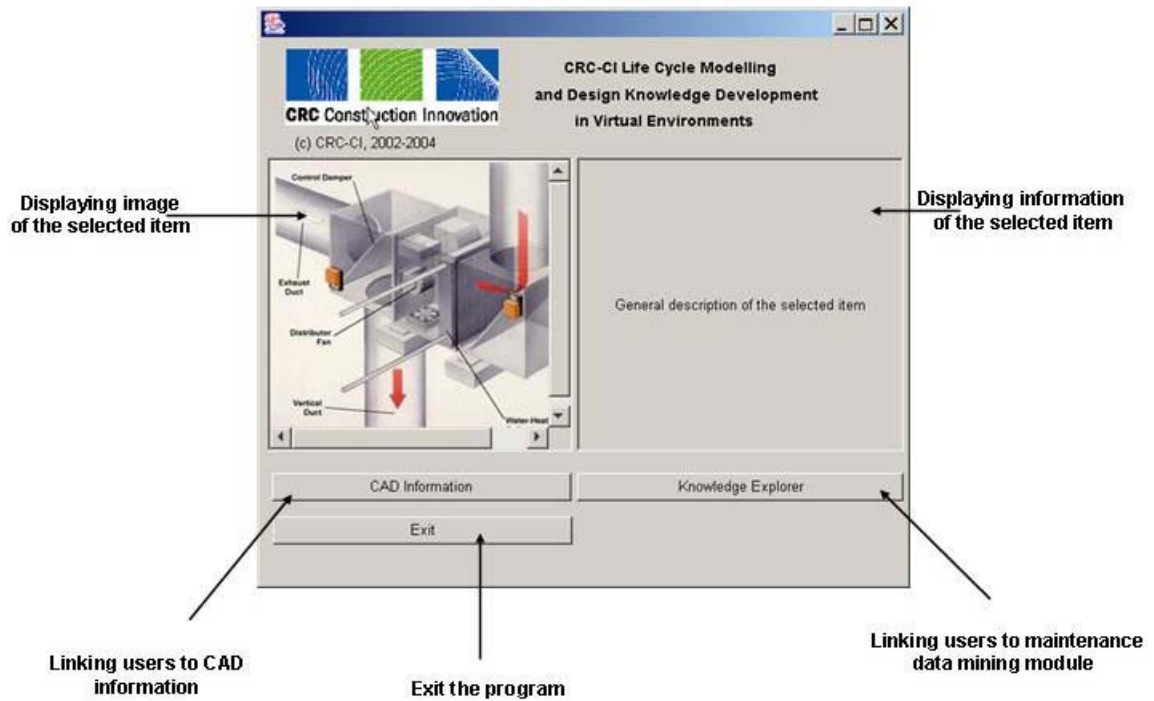 CRC Construction Innovation
(c) CRC-CI, 2002-2004
CRC-CI Life Cycle Modelling
and Design Knowledge Development
in Virtual Environments
Displaying image
of the selected item
Control Damper
Exhaust
Duct
Distributor
Fan
Vertical
Duct
Water-Heat
General description of the selected item
Displaying information
of the selected item
CAD Information
Knowledge Explorer
Exit
Linking users to CAD
information
Exit the program
Linking users to maintenance
data mining module